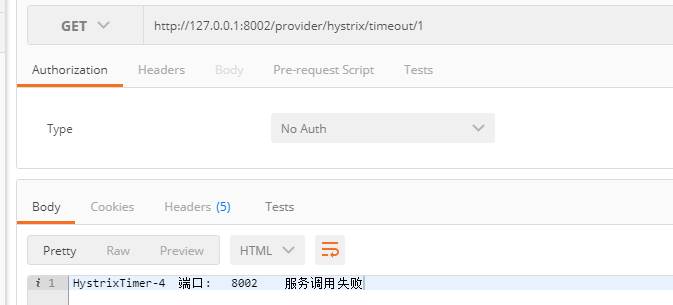 GET http://127.0.0.1:8002/provider/hystrix/timeout/1
Authorization Headers Body Pre-request Script Tests
Type No Auth
Body Cookies Headers (5) Tests
Pretty Raw Preview HTML
i 1 HystrixTimer-4 端口: 8002 服务调用失败